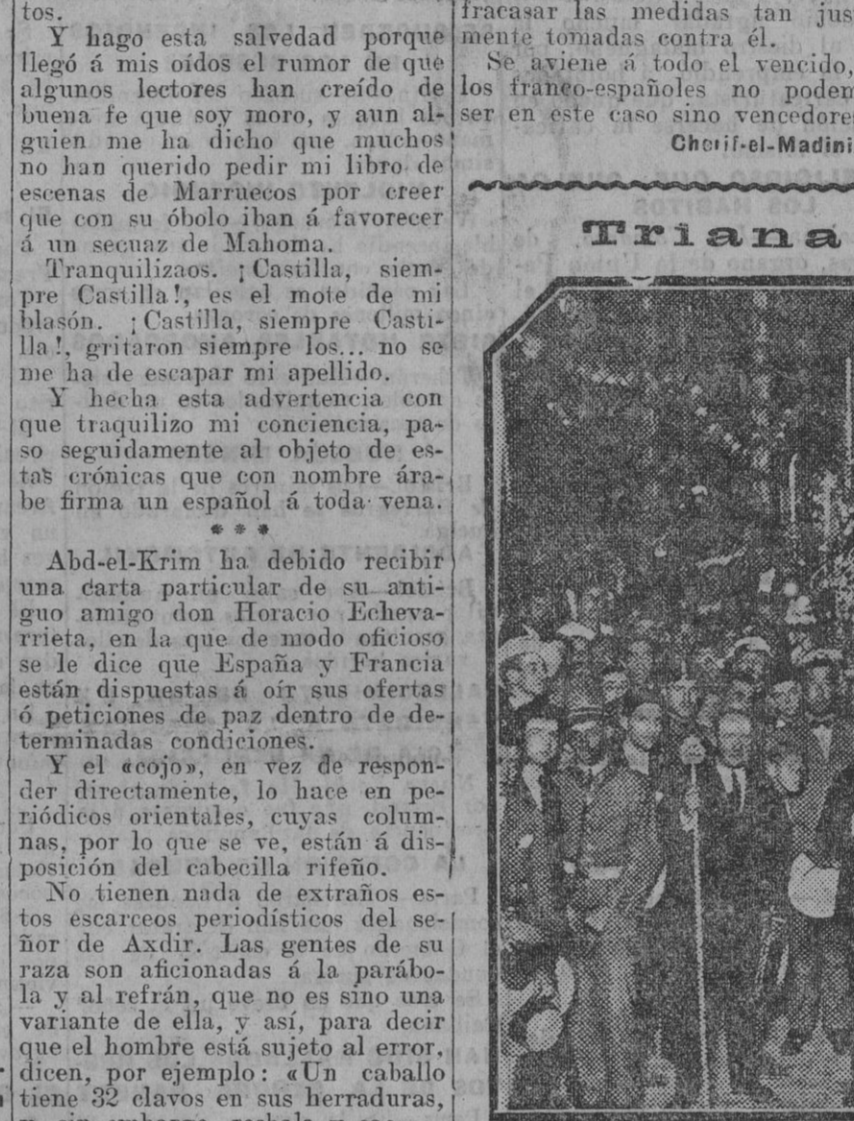 tos.
Y hago esta salvedad porque
llegó á mis oídos el rumor de que
algunos lectores han creído de
buena fe que soy moro, y aun al-
guien me ha dicho que muchos
no han querido pedir mi libro de
escenas de Marruecos por creer
que con su óbolo iban á favorecer
á un secuaz de Mahoma.
Tranquilizaos. ¡Castilla, siem-
pre Castilla!, es el mote de mi
blasón. ¡Castilla, siempre Casti-
lla!, gritaron siempre los... no se
me ha de escapar mi apellido.
Y hecha esta advertencia con
que traquilizo mi conciencia, pa-
so seguidamente al objeto de es-
tas crónicas que con nombre ára-
be firma un español á toda vena.
* * *
Abd-el-Krim ha debido recibir
una carta particular de su anti-
guo amigo don Horacio Echeva-
rrieta, en la que de modo oficioso
se le dice que España y Francia
están dispuestas á oír sus ofertas
ó peticiones de paz dentro de de-
terminadas condiciones.
Y el «cojo», en vez de respon-
der directamente, lo hace en pe-
riódicos orientales, cuyas colum-
nas, por lo que se ve, están á dis-
posición del cabecilla rifeño.
No tienen nada de extraños es-
tos escarceos periodísticos del se-
ñor de Axdir. Las gentes de su
raza son aficionadas á la parábo-
la y al refrán, que no es sino una
variante de ella, y así, para decir
que el hombre está sujeto al error,
dicen, por ejemplo: «Un caballo
tiene 32 clavos en sus herraduras,
fracasar las medidas tan jus
mente tomadas contra él.
Se aviene á todo el vencido,
los franco-españoles no podem
ser en este caso sino vencedore
Cherif-el-Madini
Triana